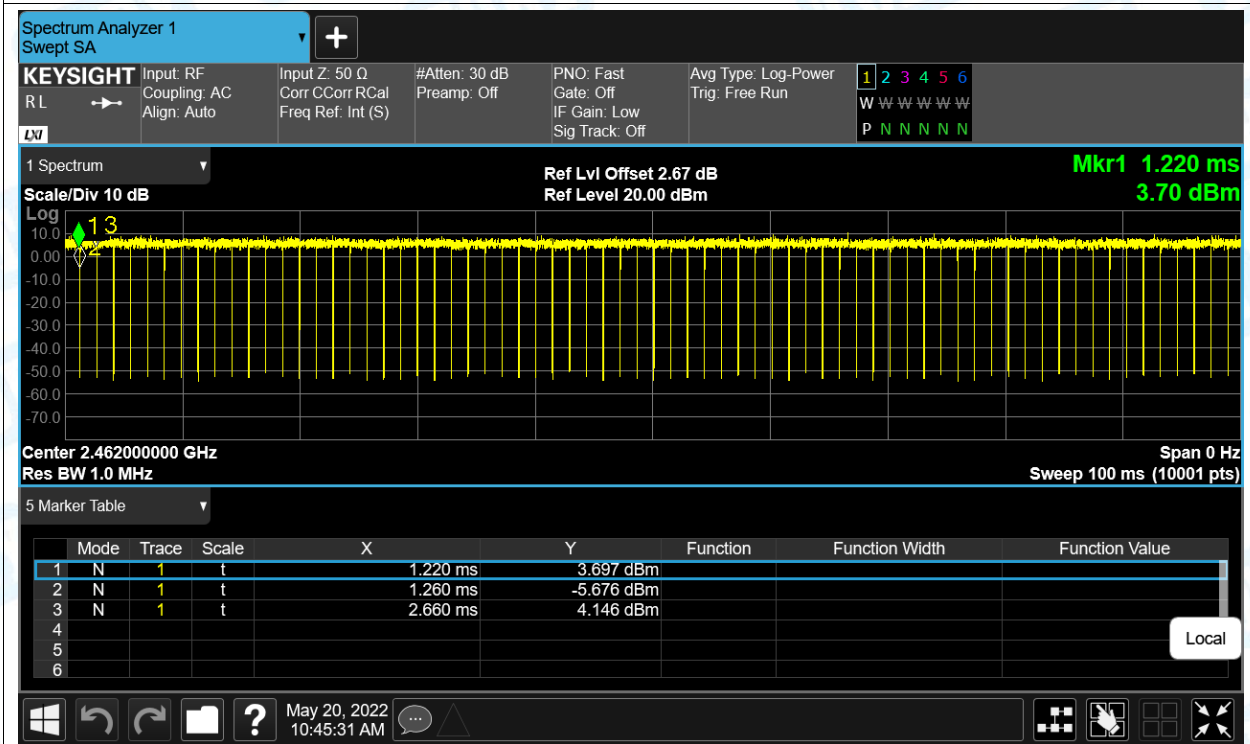 Spectrum Analyzer 1
Swept SA
KEYSIGHT
RL
LXI
Input: RF
Coupling: AC
Align: Auto
Input Z: 50 Ω
Corr CCorr RCal
Freq Ref: Int (S)
#Atten: 30 dB
Preamp: Off
PNO: Fast
Gate: Off
IF Gain: Low
Sig Track: Off
Avg Type: Log-Power
Trig: Free Run
1 2 3 4 5 6
W W W W W W
P N N N N N
1 Spectrum
Scale/Div 10 dB
Ref Lvl Offset 2.67 dB
Ref Level 20.00 dBm
Mkr1 1.220 ms
3.70 dBm
Log
10.0
0.00
-10.0
-20.0
-30.0
-40.0
-50.0
-60.0
-70.0
1 3
2
Center 2.462000000 GHz
Res BW 1.0 MHz
Span 0 Hz
Sweep 100 ms (10001 pts)
5 Marker Table
Mode Trace Scale X Y Function Function Width Function Value
1 N 1 t 1.220 ms 3.697 dBm
2 N 1 t 1.260 ms -5.676 dBm
3 N 1 t 2.660 ms 4.146 dBm
4
5
6
Local
?
May 20, 2022
10:45:31 AM